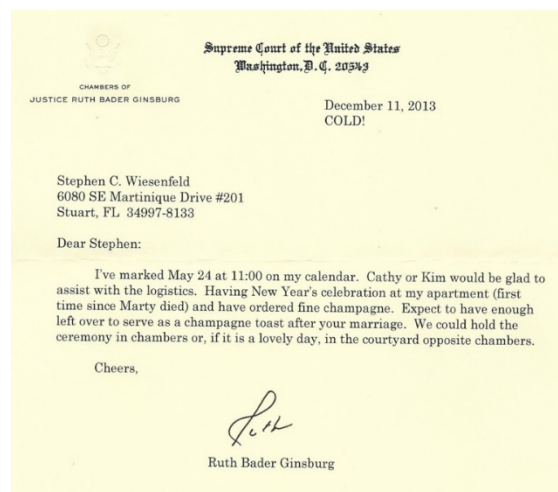 Supreme Court of the United States
Washington, D. C. 20543
CHAMBERS OF
JUSTICE RUTH BADER GINSBURG
December 11, 2013
COLD!
Stephen C. Wiesenfeld
6080 SE Martinique Drive #201
Stuart, FL 34997-8133
Dear Stephen:
I've marked May 24 at 11:00 on my calendar. Cathy or Kim would be glad to
assist with the logistics. Having New Year's celebration at my apartment (first
time since Marty died) and have ordered fine champagne. Expect to have enough
left over to serve as a champagne toast after your marriage. We could hold the
ceremony in chambers or, if it is a lovely day, in the courtyard opposite chambers.
Cheers,
Ruth
Ruth Bader Ginsburg